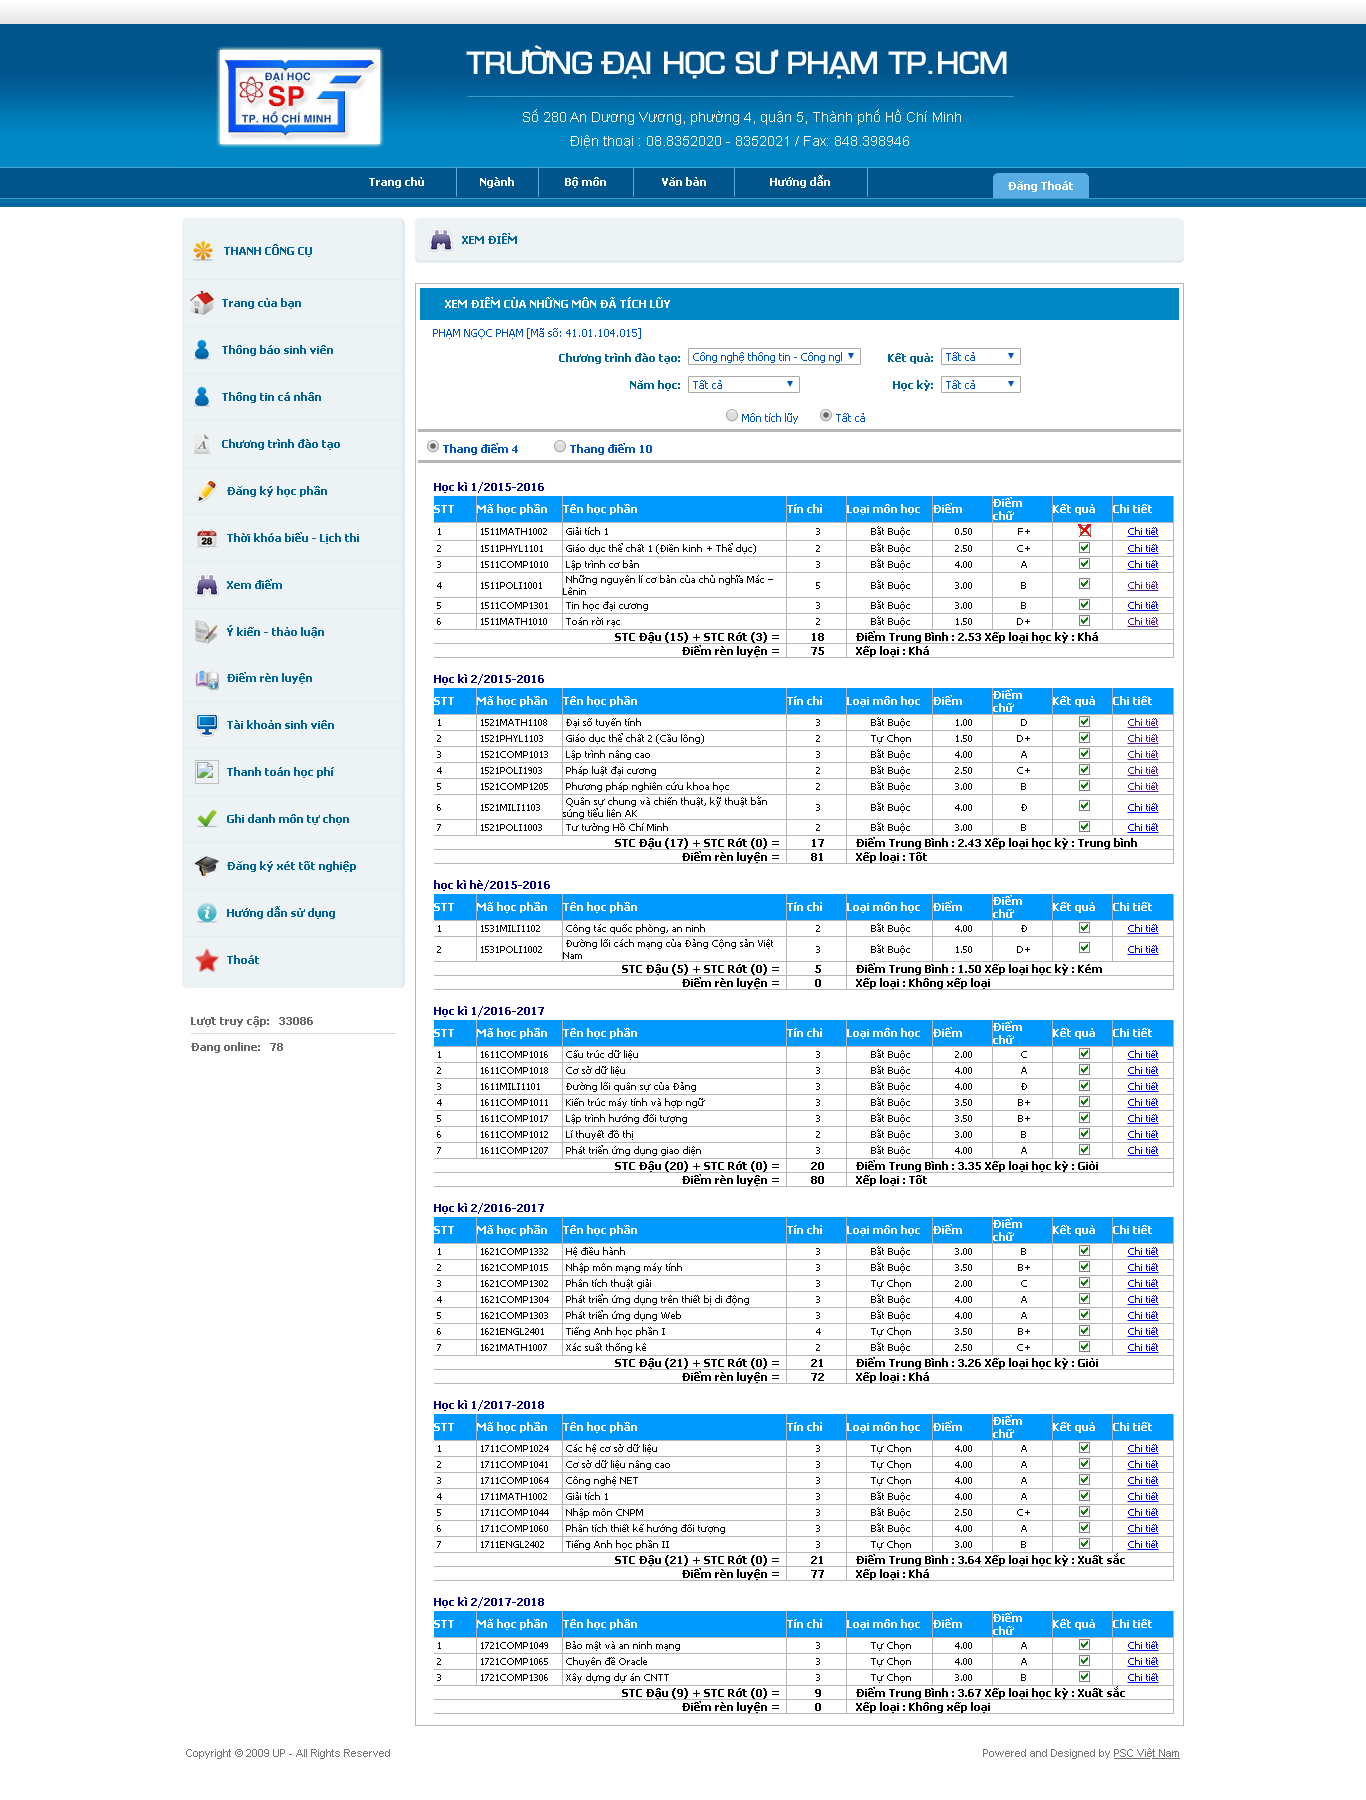 ĐẠI HỌC
SP
TP. HỒ CHÍ MINH
TRƯỜNG ĐẠI HỌC SƯ PHẠM TP.HCM
Số 280 An Dương Vương, phường 4, quận 5, Thành phố Hồ Chí Minh
Điện thoại : 08.8352020 - 8352021 / Fax: 848.398946
Trang chủ Ngành Bộ môn Văn bản Hướng dẫn Đăng Thoát
THANH CÔNG CỤ
Trang của bạn
Thông báo sinh viên
Thông tin cá nhân
Chương trình đào tạo
Đăng ký học phần
Thời khóa biểu - Lịch thi
Xem điểm
Ý kiến - thảo luận
Điểm rèn luyện
Tài khoản sinh viên
Thanh toán học phí
Ghi danh môn tự chọn
Đăng ký xét tốt nghiệp
Hướng dẫn sử dụng
Thoát
Lượt truy cập: 33086
Đang online: 78
XEM ĐIỂM
XEM ĐIỂM CỦA NHỮNG MÔN ĐÃ TÍCH LŨY
PHẠM NGỌC PHẠM [Mã số: 41.01.104.015]
Chương trình đào tạo: Công nghệ thông tin - Công ngl Kết quả: Tất cả
Năm học: Tất cả Học kỳ: Tất cả
Môn tích lũy Tất cả
Thang điểm 4 Thang điểm 10
Học kì 1/2015-2016
STT Mã học phần Tên học phần Tín chỉ Loại môn học Điểm Điểm chữ Kết quả Chi tiết
1 1511MATH1002 Giải tích 1 3 Bắt Buộc 0.50 F+ Chi tiết
2 1511PHYL1101 Giáo dục thể chất 1 (Điền kinh + Thể dục) 2 Bắt Buộc 2.50 C+ Chi tiết
3 1511COMP1010 Lập trình cơ bản 3 Bắt Buộc 4.00 A Chi tiết
4 1511POLI1001 Những nguyên lí cơ bản của chủ nghĩa Mác – Lênin 5 Bắt Buộc 3.00 B Chi tiết
5 1511COMP1301 Tin học đại cương 3 Bắt Buộc 3.00 B Chi tiết
6 1511MATH1010 Toán rời rạc 2 Bắt Buộc 1.50 D+ Chi tiết
STC Đậu (15) + STC Rớt (3) = 18 Điểm Trung Bình : 2.53 Xếp loại học kỳ : Khá
Điểm rèn luyện = 75 Xếp loại : Khá
Học kì 2/2015-2016
STT Mã học phần Tên học phần Tín chỉ Loại môn học Điểm Điểm chữ Kết quả Chi tiết
1 1521MATH1108 Đại số tuyến tính 3 Bắt Buộc 1.00 D Chi tiết
2 1521PHYL1103 Giáo dục thể chất 2 (Cầu lông) 2 Tự Chọn 1.50 D+ Chi tiết
3 1521COMP1013 Lập trình nâng cao 3 Bắt Buộc 4.00 A Chi tiết
4 1521POLI1903 Pháp luật đại cương 2 Bắt Buộc 2.50 C+ Chi tiết
5 1521COMP1205 Phương pháp nghiên cứu khoa học 2 Bắt Buộc 3.00 B Chi tiết
6 1521MILI1103 Quân sự chung và chiến thuật, kỹ thuật bắn súng tiểu liên AK 3 Bắt Buộc 4.00 Đ Chi tiết
7 1521POLI1003 Tư tưởng Hồ Chí Minh 2 Bắt Buộc 3.00 B Chi tiết
STC Đậu (17) + STC Rớt (0) = 17 Điểm Trung Bình : 2.43 Xếp loại học kỳ : Trung bình
Điểm rèn luyện = 81 Xếp loại : Tốt
học kì hè/2015-2016
STT Mã học phần Tên học phần Tín chỉ Loại môn học Điểm Điểm chữ Kết quả Chi tiết
1 1531MILI1102 Công tác quốc phòng, an ninh 2 Bắt Buộc 4.00 Đ Chi tiết
2 1531POLI1002 Đường lối cách mạng của Đảng Cộng sản Việt Nam 3 Bắt Buộc 1.50 D+ Chi tiết
STC Đậu (5) + STC Rớt (0) = 5 Điểm Trung Bình : 1.50 Xếp loại học kỳ : Kém
Điểm rèn luyện = 0 Xếp loại : Không xếp loại
Học kì 1/2016-2017
STT Mã học phần Tên học phần Tín chỉ Loại môn học Điểm Điểm chữ Kết quả Chi tiết
1 1611COMP1016 Cấu trúc dữ liệu 3 Bắt Buộc 2.00 C Chi tiết
2 1611COMP1018 Cơ sở dữ liệu 3 Bắt Buộc 4.00 A Chi tiết
3 1611MILI1101 Đường lối quân sự của Đảng 3 Bắt Buộc 4.00 Đ Chi tiết
4 1611COMP1011 Kiến trúc máy tính và hợp ngữ 3 Bắt Buộc 3.50 B+ Chi tiết
5 1611COMP1017 Lập trình hướng đối tượng 3 Bắt Buộc 3.50 B+ Chi tiết
6 1611COMP1012 Lí thuyết đồ thị 2 Bắt Buộc 3.00 B Chi tiết
7 1611COMP1207 Phát triển ứng dụng giao diện 3 Bắt Buộc 4.00 A Chi tiết
STC Đậu (20) + STC Rớt (0) = 20 Điểm Trung Bình : 3.35 Xếp loại học kỳ : Giỏi
Điểm rèn luyện = 80 Xếp loại : Tốt
Học kì 2/2016-2017
STT Mã học phần Tên học phần Tín chỉ Loại môn học Điểm Điểm chữ Kết quả Chi tiết
1 1621COMP1332 Hệ điều hành 3 Bắt Buộc 3.00 B Chi tiết
2 1621COMP1015 Nhập môn mạng máy tính 3 Bắt Buộc 3.50 B+ Chi tiết
3 1621COMP1302 Phân tích thuật giải 3 Tự Chọn 2.00 C Chi tiết
4 1621COMP1304 Phát triển ứng dụng trên thiết bị di động 3 Bắt Buộc 4.00 A Chi tiết
5 1621COMP1303 Phát triển ứng dụng Web 3 Bắt Buộc 4.00 A Chi tiết
6 1621ENGL2401 Tiếng Anh học phần I 4 Tự Chọn 3.50 B+ Chi tiết
7 1621MATH1007 Xác suất thống kê 2 Bắt Buộc 2.50 C+ Chi tiết
STC Đậu (21) + STC Rớt (0) = 21 Điểm Trung Bình : 3.26 Xếp loại học kỳ : Giỏi
Điểm rèn luyện = 72 Xếp loại : Khá
Học kì 1/2017-2018
STT Mã học phần Tên học phần Tín chỉ Loại môn học Điểm Điểm chữ Kết quả Chi tiết
1 1711COMP1024 Các hệ cơ sở dữ liệu 3 Tự Chọn 4.00 A Chi tiết
2 1711COMP1041 Cơ sở dữ liệu nâng cao 3 Tự Chọn 4.00 A Chi tiết
3 1711COMP1064 Công nghệ NET 3 Tự Chọn 4.00 A Chi tiết
4 1711MATH1002 Giải tích 1 3 Bắt Buộc 4.00 A Chi tiết
5 1711COMP1044 Nhập môn CNPM 3 Bắt Buộc 2.50 C+ Chi tiết
6 1711COMP1060 Phân tích thiết kế hướng đối tượng 3 Bắt Buộc 4.00 A Chi tiết
7 1711ENGL2402 Tiếng Anh học phần II 3 Tự Chọn 3.00 B Chi tiết
STC Đậu (21) + STC Rớt (0) = 21 Điểm Trung Bình : 3.64 Xếp loại học kỳ : Xuất sắc
Điểm rèn luyện = 77 Xếp loại : Khá
Học kì 2/2017-2018
STT Mã học phần Tên học phần Tín chỉ Loại môn học Điểm Điểm chữ Kết quả Chi tiết
1 1721COMP1049 Bảo mật và an ninh mạng 3 Tự Chọn 4.00 A Chi tiết
2 1721COMP1065 Chuyên đề Oracle 3 Tự Chọn 4.00 A Chi tiết
3 1721COMP1306 Xây dựng dự án CNTT 3 Tự Chọn 3.00 B Chi tiết
STC Đậu (9) + STC Rớt (0) = 9 Điểm Trung Bình : 3.67 Xếp loại học kỳ : Xuất sắc
Điểm rèn luyện = 0 Xếp loại : Không xếp loại
Copyright © 2009 UP - All Rights Reserved Powered and Designed by PSC Việt Nam